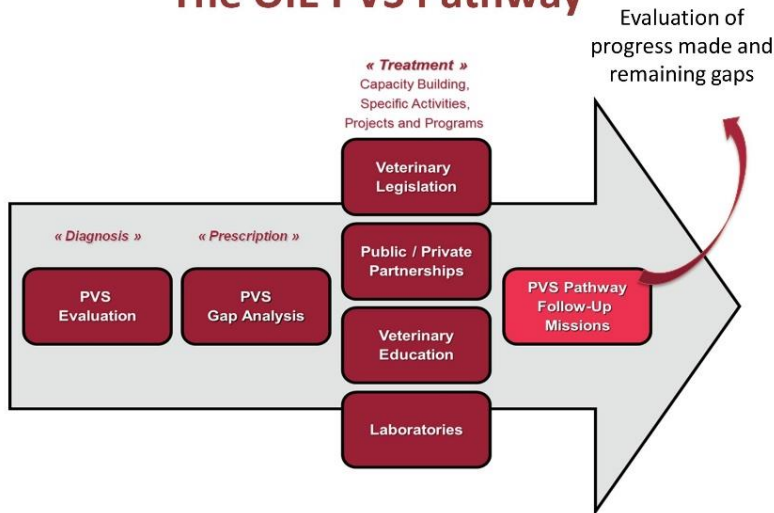 The OIE PVS Pathway
Evaluation of
progress made and
remaining gaps
« Treatment »
Capacity Building,
Specific Activities,
Projects and Programs
Veterinary
Legislation
« Diagnosis »
« Prescription »
Public / Private
Partnerships
PVS
Evaluation
PVS
Gap Analysis
PVS Pathway
Follow-Up
Missions
Veterinary
Education
Laboratories